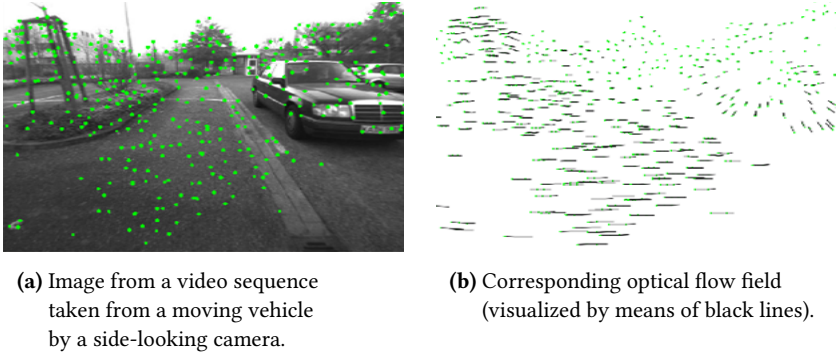 (a) Image from a video sequence
taken from a moving vehicle
by a side-looking camera.
(b) Corresponding optical flow field
(visualized by means of black lines).